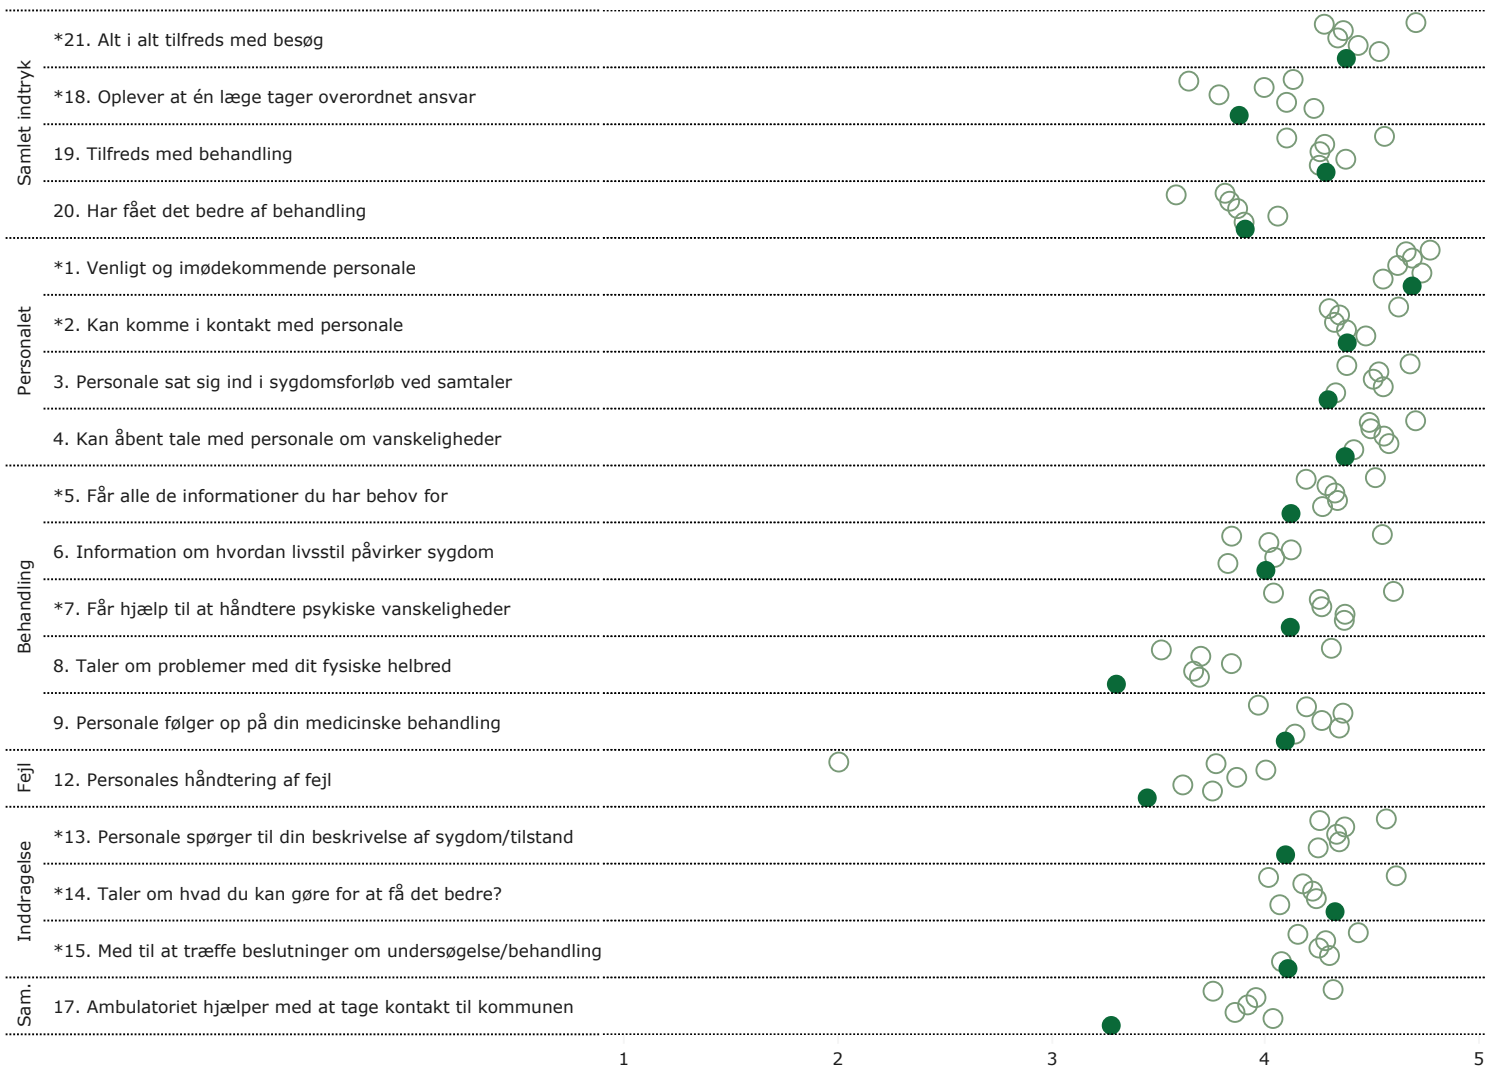 Samlet indtryk
*21. Alt i alt tilfreds med besøg
*18. Oplever at én læge tager overordnet ansvar
19. Tilfreds med behandling
20. Har fået det bedre af behandling
Personalet
*1. Venligt og imødekommende personale
*2. Kan komme i kontakt med personale
3. Personale sat sig ind i sygdomsforløb ved samtaler
4. Kan åbent tale med personale om vanskeligheder
Behandling
*5. Får alle de informationer du har behov for
6. Information om hvordan livsstil påvirker sygdom
*7. Får hjælp til at håndtere psykiske vanskeligheder
8. Taler om problemer med dit fysiske helbred
9. Personale følger op på din medicinske behandling
Fejl
12. Personales håndtering af fejl
Inddragelse
*13. Personale spørger til din beskrivelse af sygdom/tilstand
*14. Taler om hvad du kan gøre for at få det bedre?
*15. Med til at træffe beslutninger om undersøgelse/behandling
Sam.
17. Ambulatoriet hjælper med at tage kontakt til kommunen
1 2 3 4 5